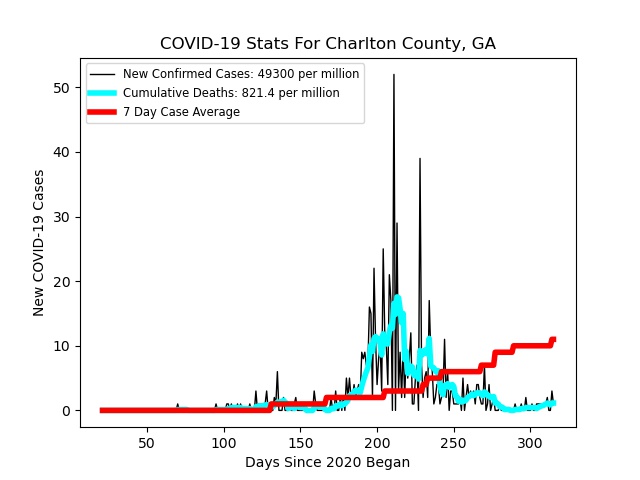 COVID-19 Stats For Charlton County, GA
New Confirmed Cases: 49300 per million
Cumulative Deaths: 821.4 per million
7 Day Case Average
New COVID-19 Cases
50
40
30
20
10
0
50 100 150 200 250 300
Days Since 2020 Began